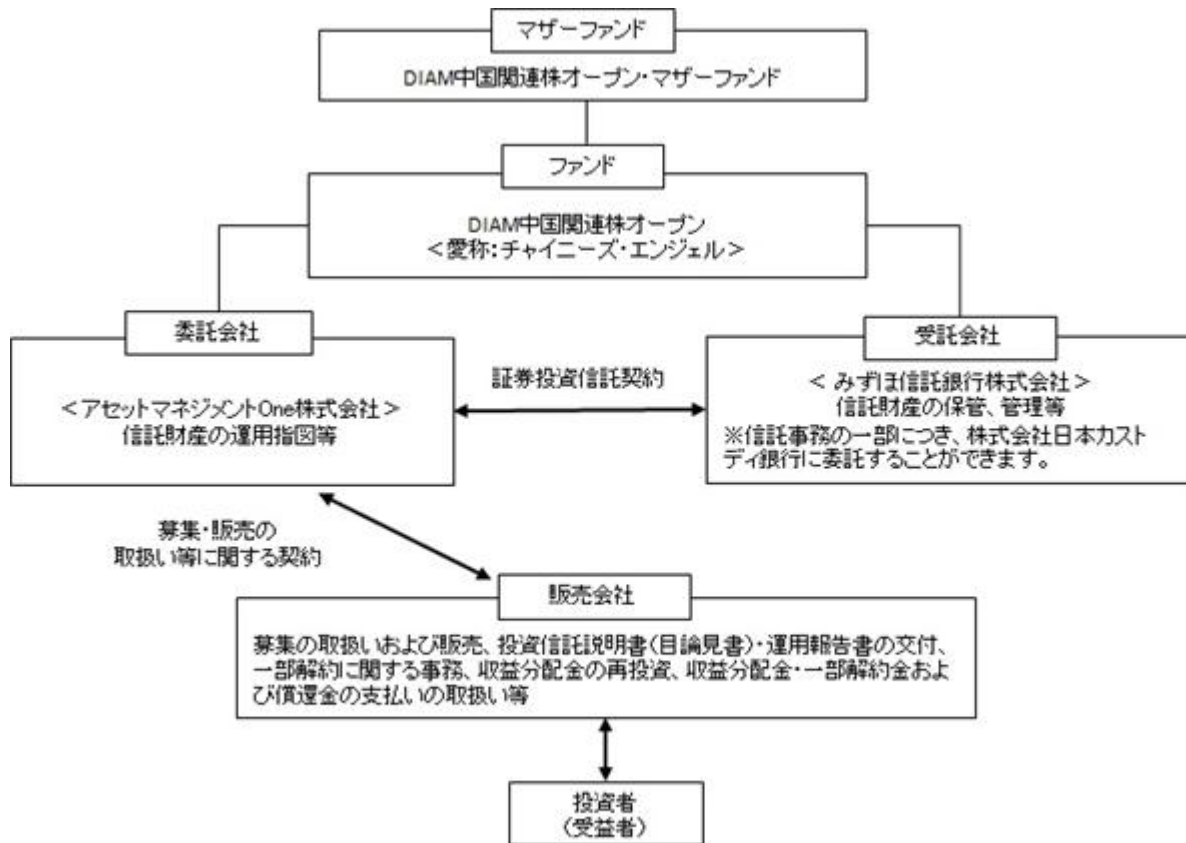 マザーファンド
DIAM中国関連株オープン・マザーファンド
ファンド
DIAM中国関連株オープン
＜愛称：チャイニーズ・エンジェル＞
委託会社
＜アセットマネジメントOne株式会社＞
信託財産の運用指図等
証券投資信託契約
受託会社
＜みずほ信託銀行株式会社＞
信託財産の保管、管理等
※信託事務の一部につき、株式会社日本カスト
ディ銀行に委託することができます。
募集・販売の
取扱い等に関する契約
販売会社
募集の取扱いおよび販売、投資信託説明書（目論見書）・運用報告書の交付、
一部解約に関する事務、収益分配金の再投資、収益分配金・一部解約金およ
び償還金の支払いの取扱い等
投資者
（受益者）